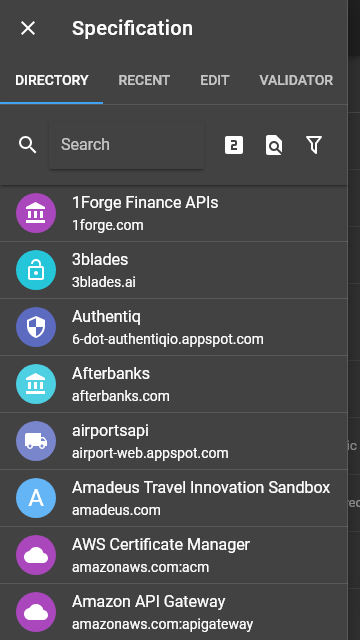 Specification
DIRECTORY RECENT EDIT VALIDATOR
Search 2
1Forge Finance APIs
1forge.com
3blades
3blades.ai
Authentiq
6-dot-authentiqio.appspot.com
Afterbanks
afterbanks.com
airportsapi
airport-web.appspot.com
A
Amadeus Travel Innovation Sandbox
amadeus.com
AWS Certificate Manager
amazonaws.com:acm
Amazon API Gateway
amazonaws.com:apigateway